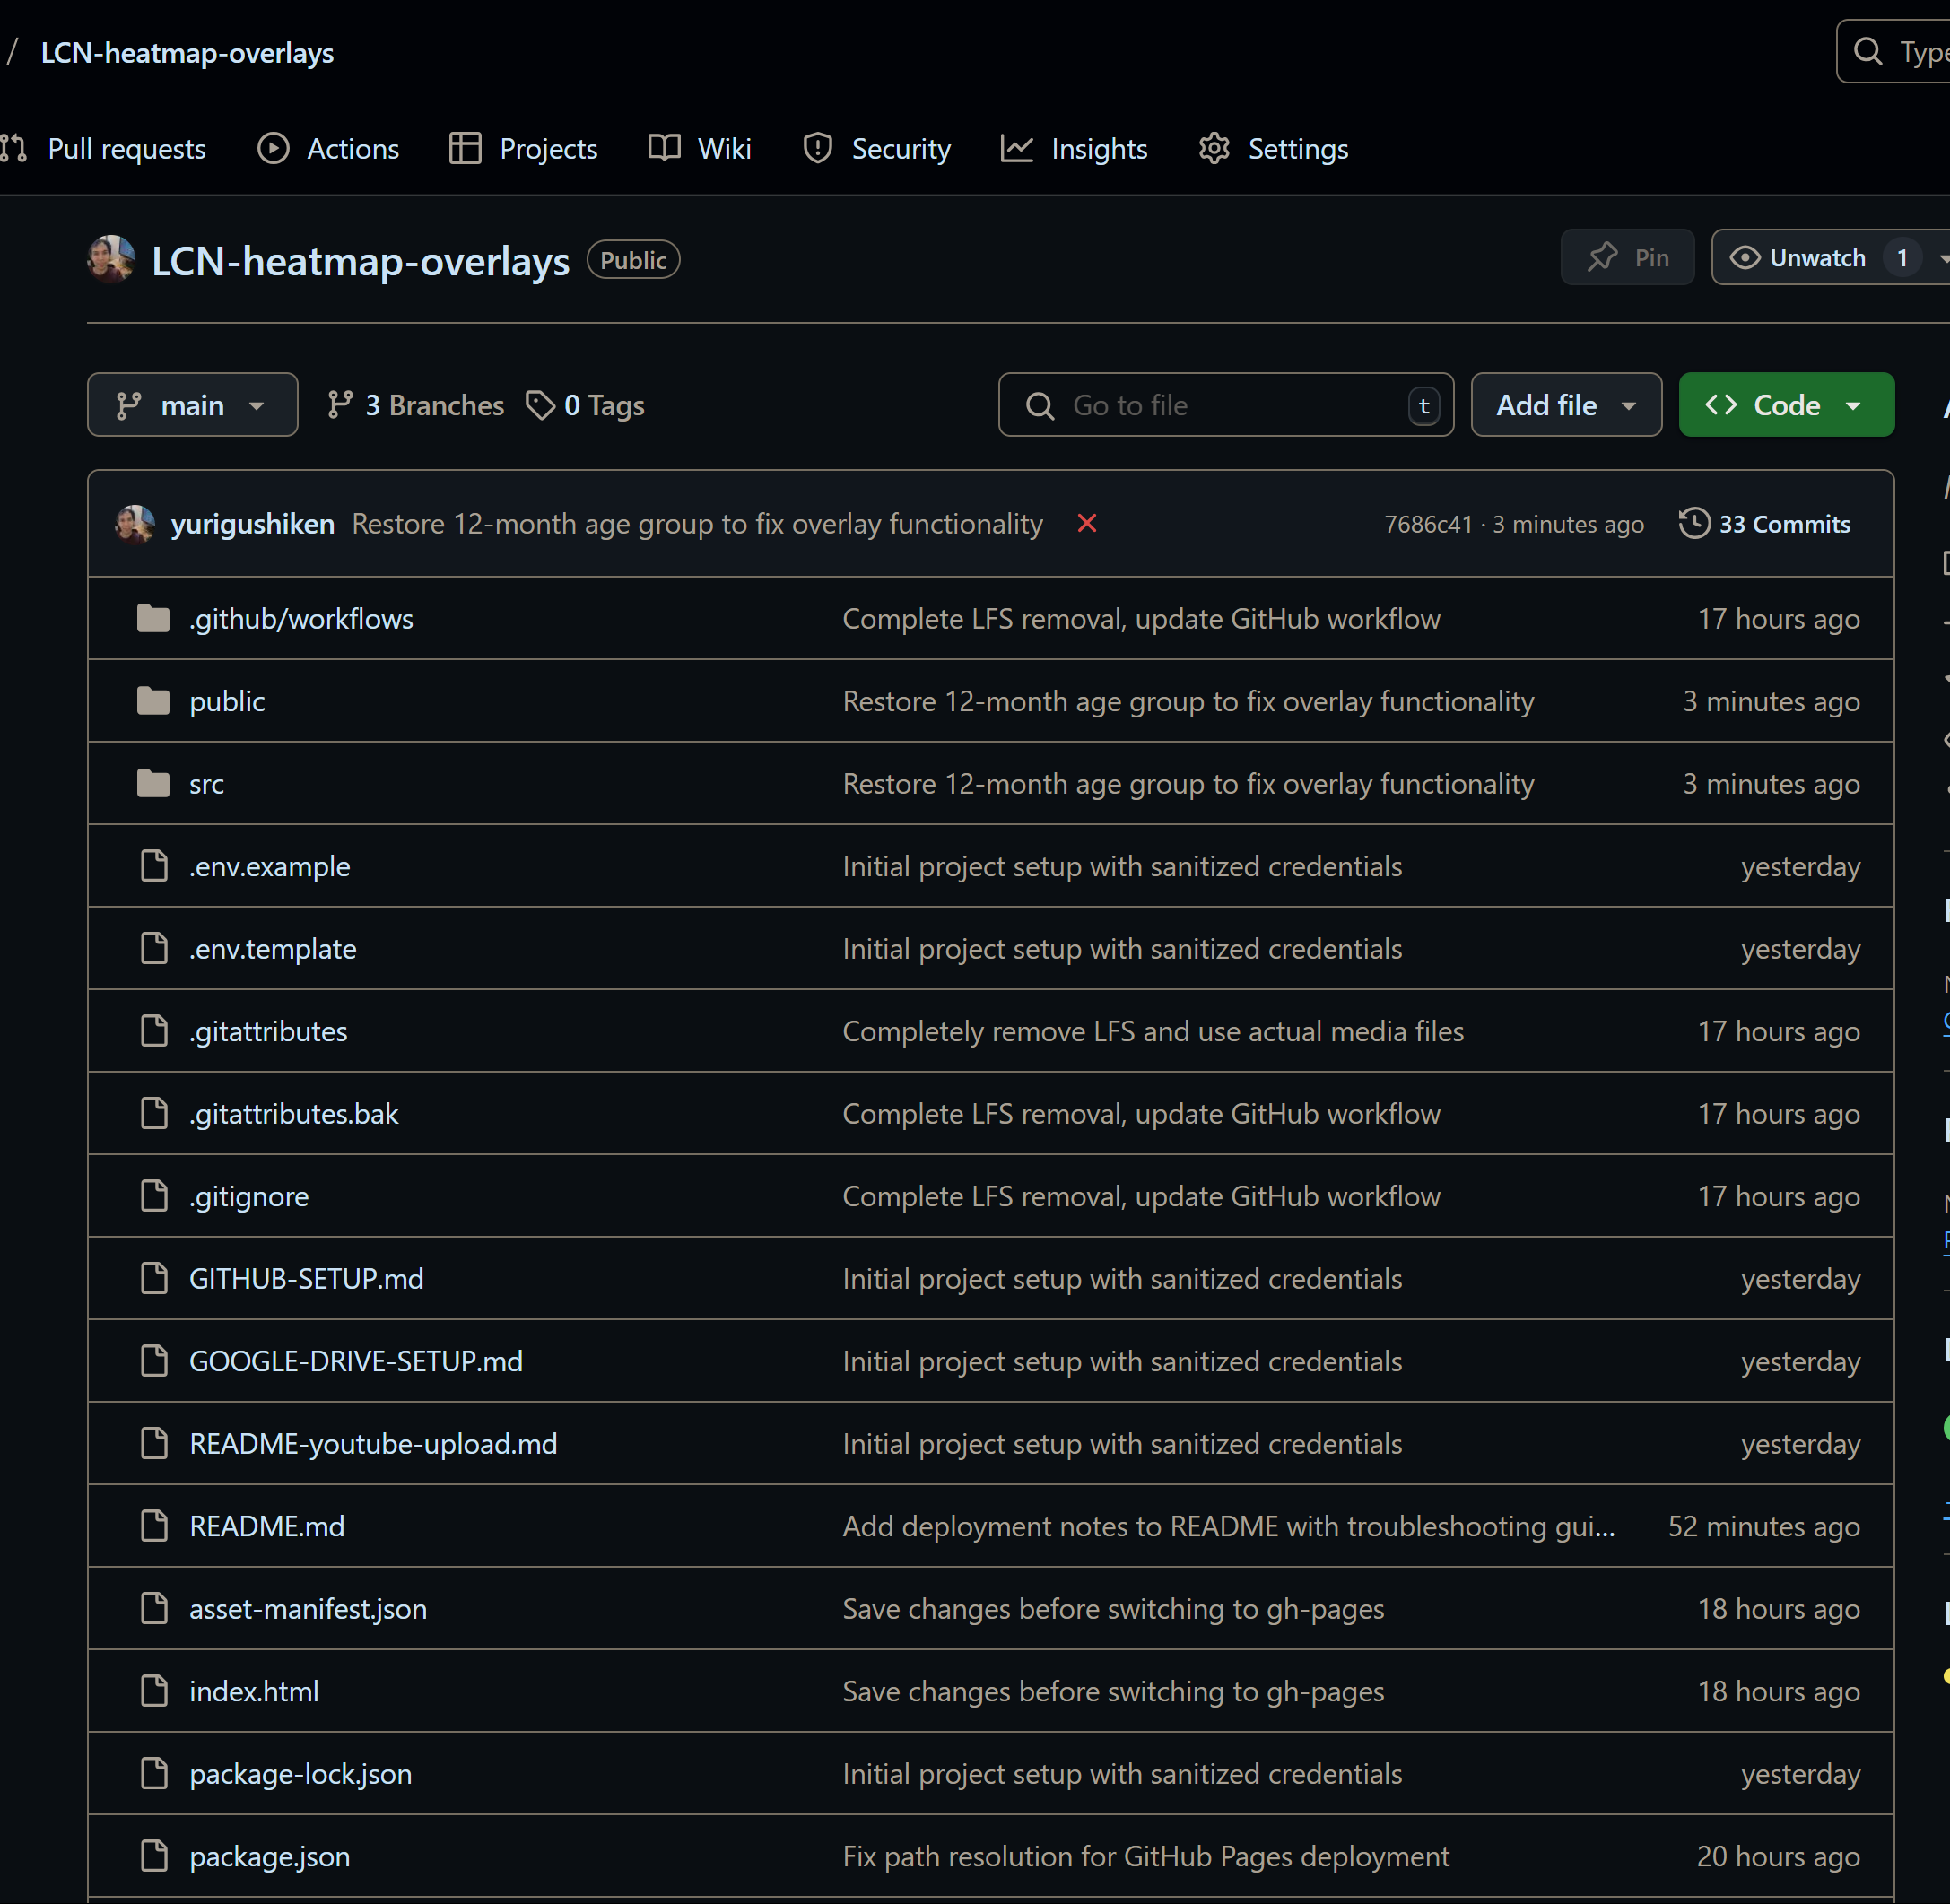 / LCN-heatmap-overlays
Type
Pull requests Actions Projects Wiki Security Insights Settings
LCN-heatmap-overlays Public
Pin Unwatch 1
main 3 Branches 0 Tags Go to file t Add file Code
yurigushiken Restore 12-month age group to fix overlay functionality 7686c41 · 3 minutes ago 33 Commits
.github/workflows Complete LFS removal, update GitHub workflow 17 hours ago
public Restore 12-month age group to fix overlay functionality 3 minutes ago
src Restore 12-month age group to fix overlay functionality 3 minutes ago
.env.example Initial project setup with sanitized credentials yesterday
.env.template Initial project setup with sanitized credentials yesterday
.gitattributes Completely remove LFS and use actual media files 17 hours ago
.gitattributes.bak Complete LFS removal, update GitHub workflow 17 hours ago
.gitignore Complete LFS removal, update GitHub workflow 17 hours ago
GITHUB-SETUP.md Initial project setup with sanitized credentials yesterday
GOOGLE-DRIVE-SETUP.md Initial project setup with sanitized credentials yesterday
README-youtube-upload.md Initial project setup with sanitized credentials yesterday
README.md Add deployment notes to README with troubleshooting gui... 52 minutes ago
asset-manifest.json Save changes before switching to gh-pages 18 hours ago
index.html Save changes before switching to gh-pages 18 hours ago
package-lock.json Initial project setup with sanitized credentials yesterday
package.json Fix path resolution for GitHub Pages deployment 20 hours ago